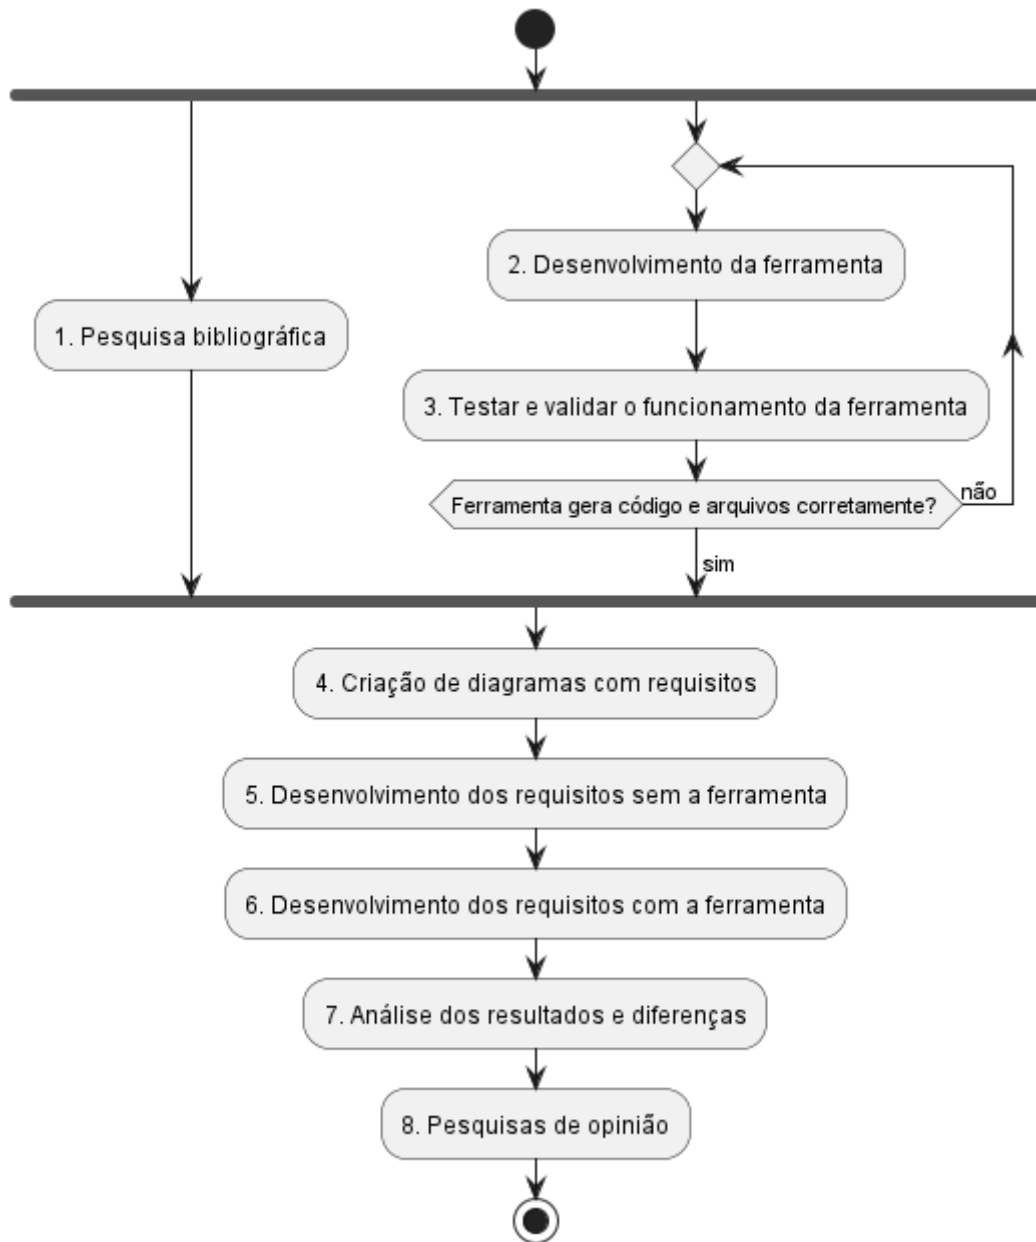 2. Desenvolvimento da ferramenta
1. Pesquisa bibliográfica
3. Testar e validar o funcionamento da ferramenta
Ferramenta gera código e arquivos corretamente?
não
sim
4. Criação de diagramas com requisitos
5. Desenvolvimento dos requisitos sem a ferramenta
6. Desenvolvimento dos requisitos com a ferramenta
7. Análise dos resultados e diferenças
8. Pesquisas de opinião